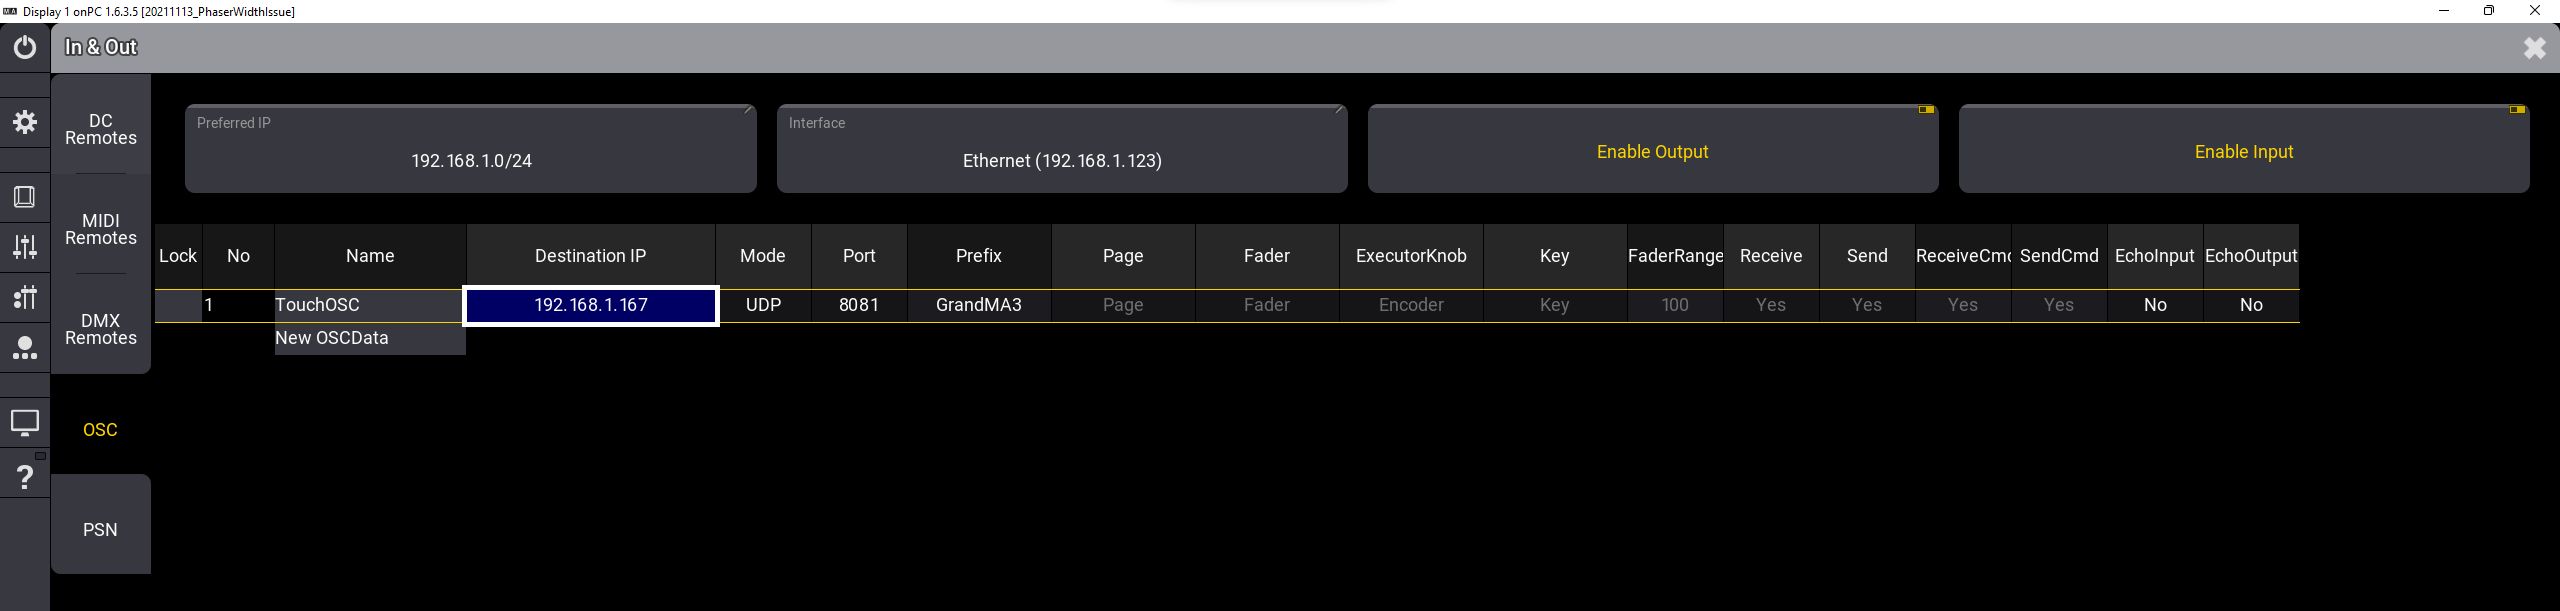 Display 1 onPC 1.6.3.5 [20211113_PhaserWidthIssue]
In & Out
DC
Remotes
MIDI
Remotes
DMX
Remotes
OSC
PSN
Preferred IP
192.168.1.0/24
Interface
Ethernet (192.168.1.123)
Enable Output
Enable Input
Lock No Name Destination IP Mode Port Prefix Page Fader ExecutorKnob Key FaderRange Receive Send ReceiveCmd SendCmd EchoInput EchoOutput
1 TouchOSC 192.168.1.167 UDP 8081 GrandMA3 Page Fader Encoder Key 100 Yes Yes Yes Yes No No
New OSCData
?